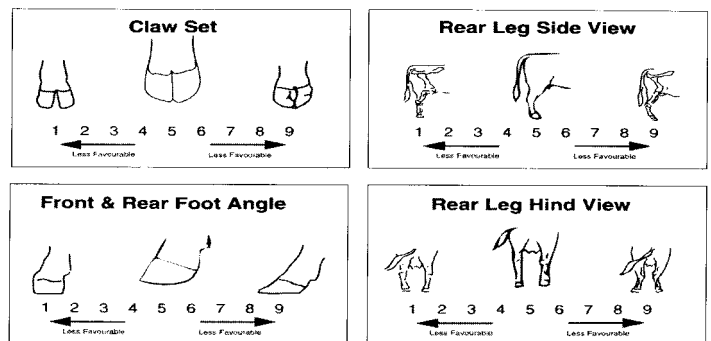 Claw Set
1 2 3 4 5 6 7 8 9
Less Favourable Less Favourable
Rear Leg Side View
1 2 3 4 5 6 7 8 9
Less Favourable Less Favourable
Front & Rear Foot Angle
1 2 3 4 5 6 7 8 9
Less Favourable Less Favourable
Rear Leg Hind View
1 2 3 4 5 6 7 8 9
Less Favourable Less Favourable